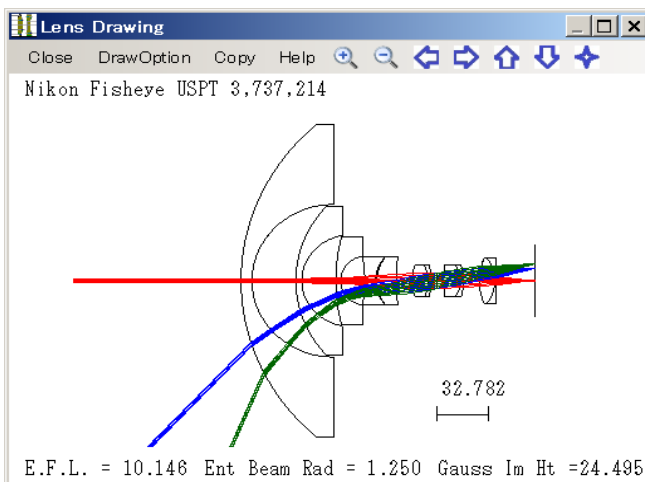 Lens Drawing
Close DrawOption Copy Help
Nikon Fisheye USPT 3,737,214
32.782
E.F.L. = 10.146 Ent Beam Rad = 1.250 Gauss Im Ht =24.495